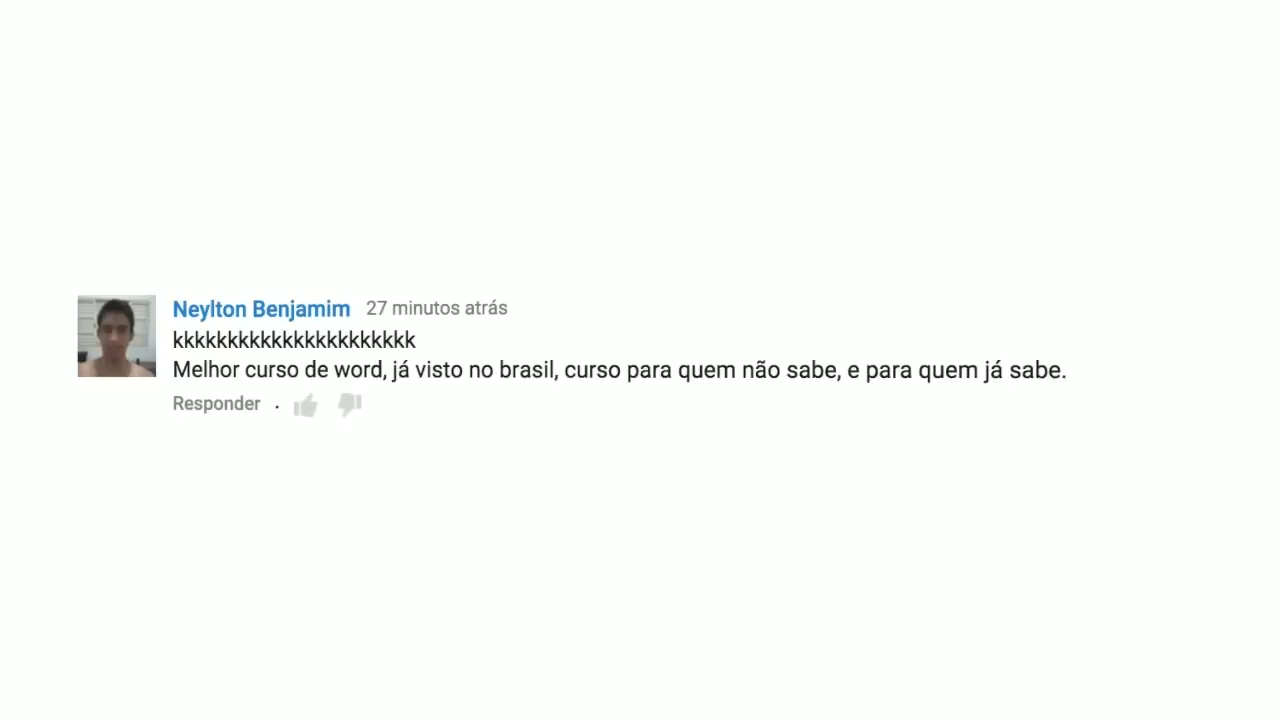 Neylton Benjamim 27 minutos atrás
kkkkkkkkkkkkkkkkkkkkkk
Melhor curso de word, já visto no brasil, curso para quem não sabe, e para quem já sabe.
Responder .